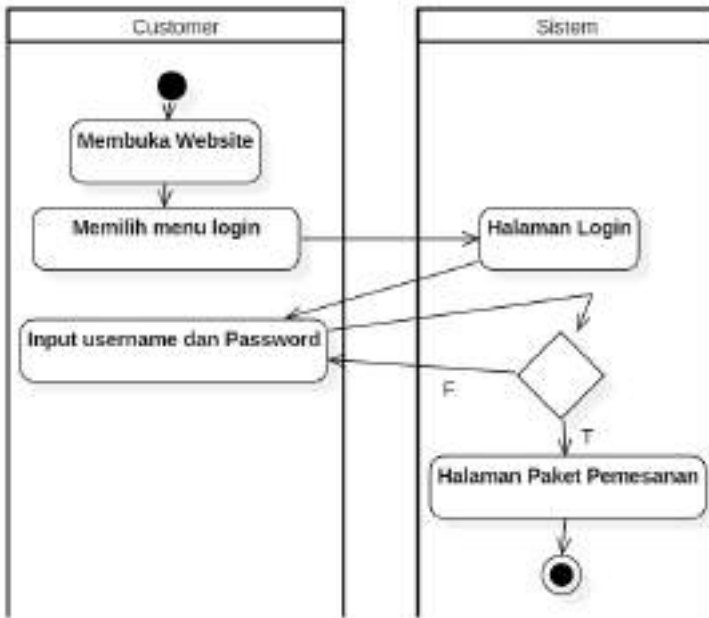 Customer
Sistem
Membuka Website
Memilih menu login
Halaman Login
Input username dan Password
F
T
Halaman Paket Pemesanan